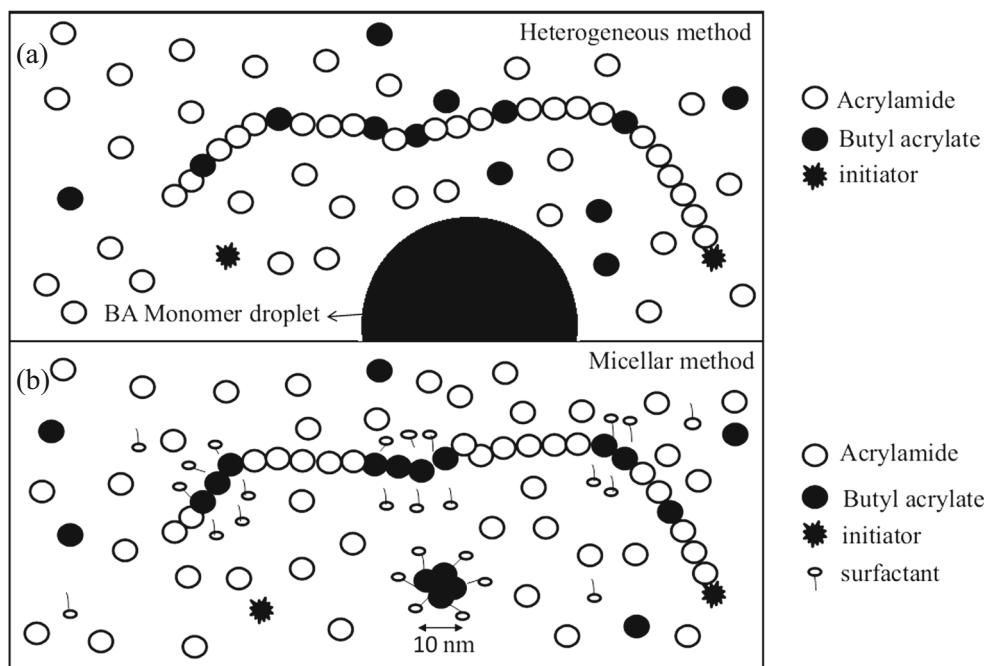 (a)
Heterogeneous method
BA Monomer droplet
Acrylamide
Butyl acrylate
initiator
(b)
Micellar method
10 nm
Acrylamide
Butyl acrylate
initiator
surfactant